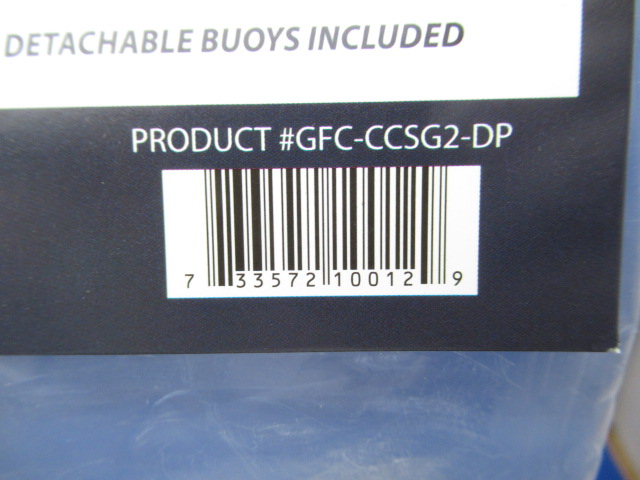 DETACHABLE BUOYS INCLUDED
PRODUCT #GFC-CCSG2-DP
7 33572 10012 9